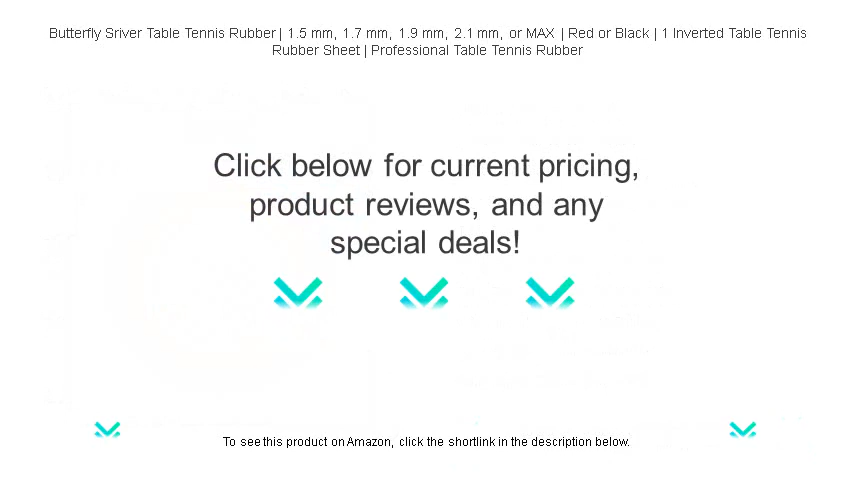 Butterfly Sriver Table Tennis Rubber | 1.5 mm, 1.7 mm, 1.9 mm, 2.1 mm, or MAX | Red or Black | 1 Inverted Table Tennis
Rubber Sheet | Professional Table Tennis Rubber
Click below for current pricing,
product reviews, and any
special deals!
To see this product on Amazon, click the shortlink in the description below.